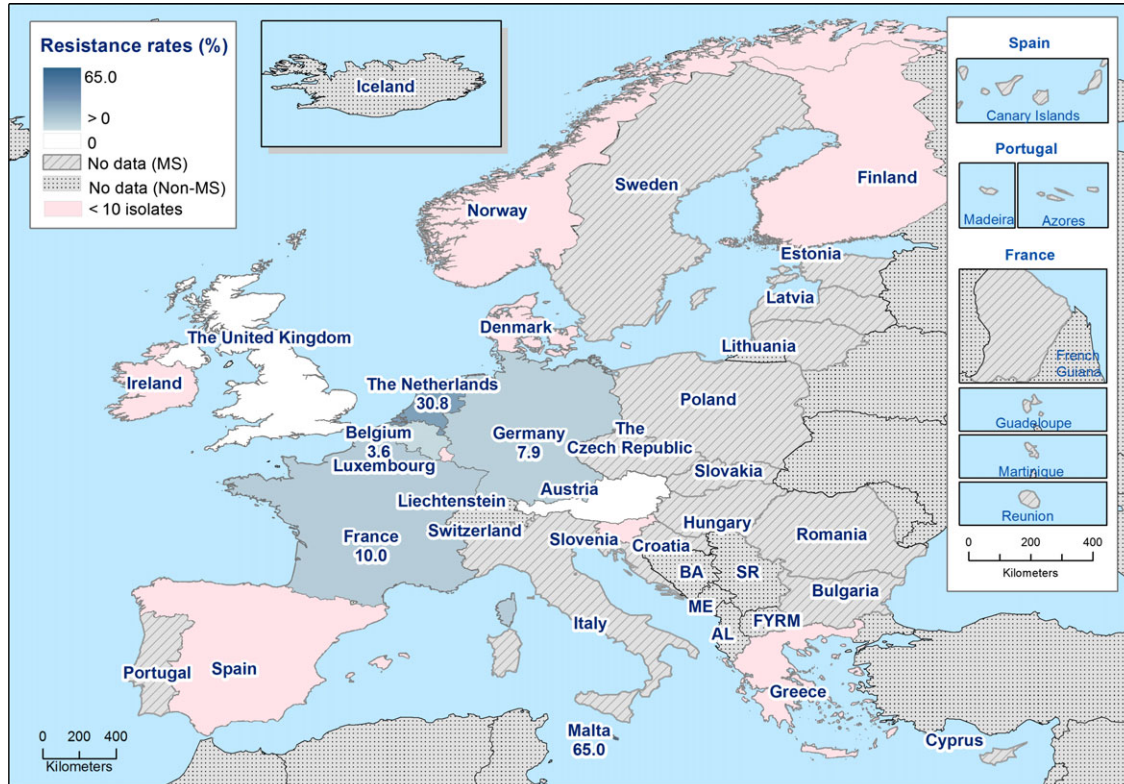 Resistance rates (%)
65.0
> 0
0
No data (MS)
No data (Non-MS)
< 10 isolates
Iceland
Spain
Canary Islands
Portugal
Madeira
Azores
France
French
Guiana
Guadeloupe
Martinique
Reunion
0 200 400
Kilometers
Finland
Sweden
Norway
Estonia
Latvia
Denmark
Lithuania
The United Kingdom
Ireland
The Netherlands
30.8
Poland
Belgium
3.6
Germany
7.9
The
Czech Republic
Luxembourg
Slovakia
Austria
Liechtenstein
Switzerland
France
10.0
Slovenia
Hungary
Croatia
Romania
BA
SR
Bulgaria
ME
FYRM
AL
Italy
Portugal
Spain
Greece
Malta
65.0
Cyprus
0 200 400
Kilometers